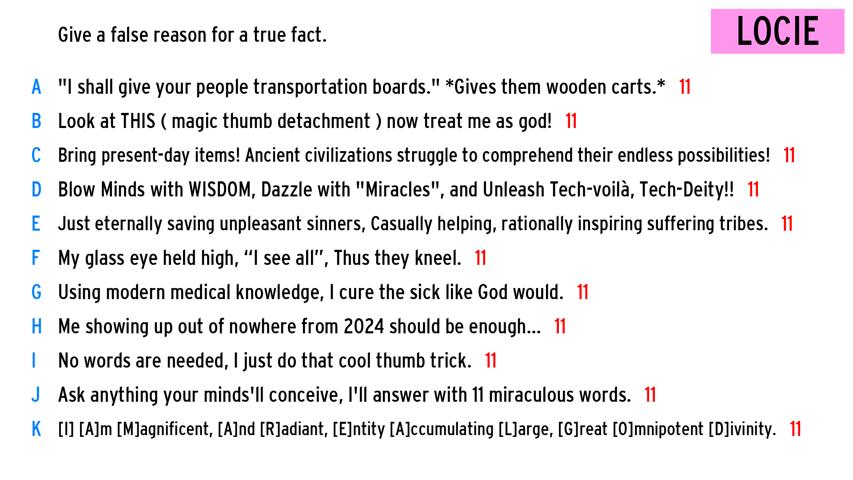 Give a false reason for a true fact.
LOCIE
A "I shall give your people transportation boards." *Gives them wooden carts.* 11
B Look at THIS ( magic thumb detachment ) now treat me as god! 11
C Bring present-day items! Ancient civilizations struggle to comprehend their endless possibilities! 11
D Blow Minds with WISDOM, Dazzle with "Miracles", and Unleash Tech-voilà, Tech-Deity!! 11
E Just eternally saving unpleasant sinners, Casually helping, rationally inspiring suffering tribes. 11
F My glass eye held high, “I see all”, Thus they kneel. 11
G Using modern medical knowledge, I cure the sick like God would. 11
H Me showing up out of nowhere from 2024 should be enough... 11
I No words are needed, I just do that cool thumb trick. 11
J Ask anything your minds'll conceive, I'll answer with 11 miraculous words. 11
K [I] [A]m [M]agnificent, [A]nd [R]adiant, [E]ntity [A]ccumulating [L]arge, [G]reat [O]mnipotent [D]ivinity. 11